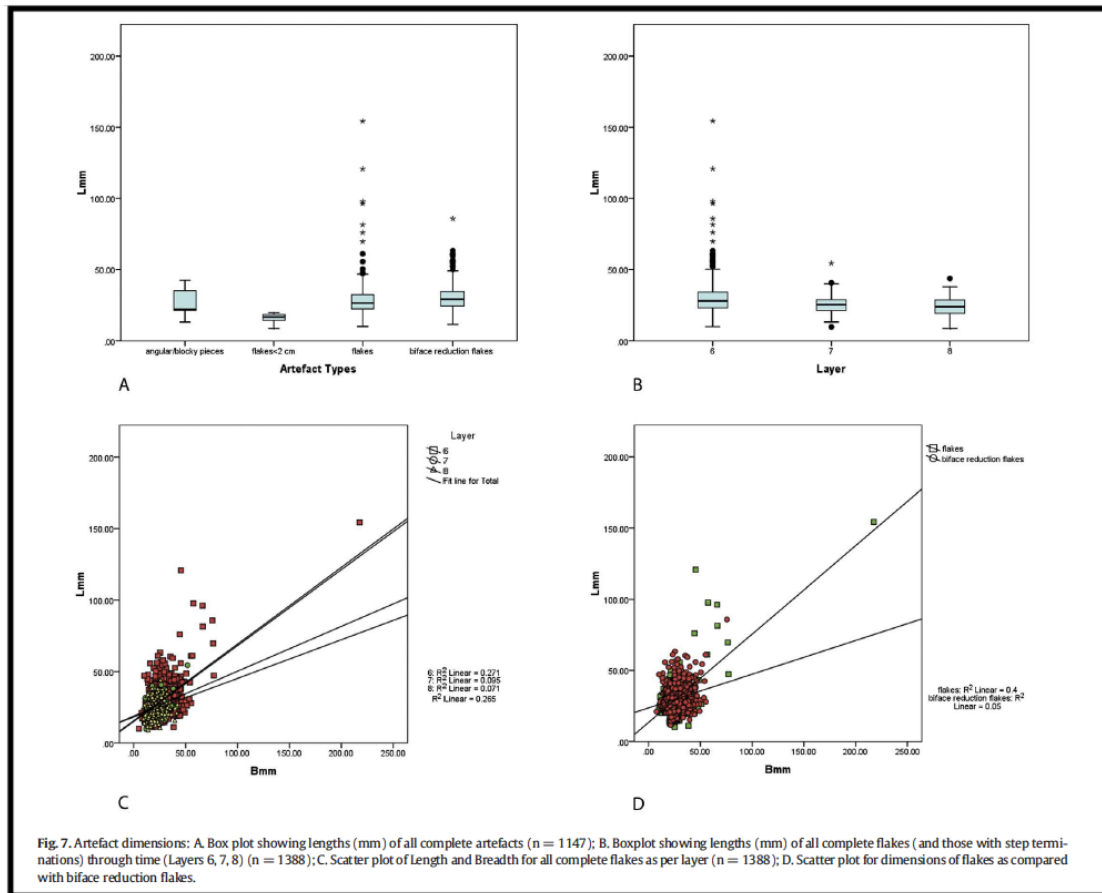 200.00
150.00
100.00
50.00
.00
Lmm
angular/blocky pieces
flakes<2 cm
flakes
biface reduction flakes
Artefact Types
A
200.00
150.00
100.00
50.00
.00
Lmm
6
7
8
Layer
B
200.00
150.00
100.00
50.00
.00
Lmm
.00 50.00 100.00 150.00 200.00 250.00
Bmm
Layer
6
7
8
Fit line for Total
6: R2 Linear = 0.271
7: R2 Linear = 0.095
8: R2 Linear = 0.071
R2 Linear = 0.265
C
200.00
150.00
100.00
50.00
.00
Lmm
.00 50.00 100.00 150.00 200.00 250.00
Bmm
flakes
biface reduction flakes
flakes: R2 Linear = 0.4
biface reduction flakes: R2
Linear = 0.05
D
Fig. 7. Artefact dimensions: A. Box plot showing lengths (mm) of all complete artefacts (n = 1147); B. Boxplot showing lengths (mm) of all complete flakes (and those with step termi-
nations) through time (Layers 6, 7, 8) (n = 1388); C. Scatter plot of Length and Breadth for all complete flakes as per layer (n = 1388); D. Scatter plot for dimensions of flakes as compared
with biface reduction flakes.